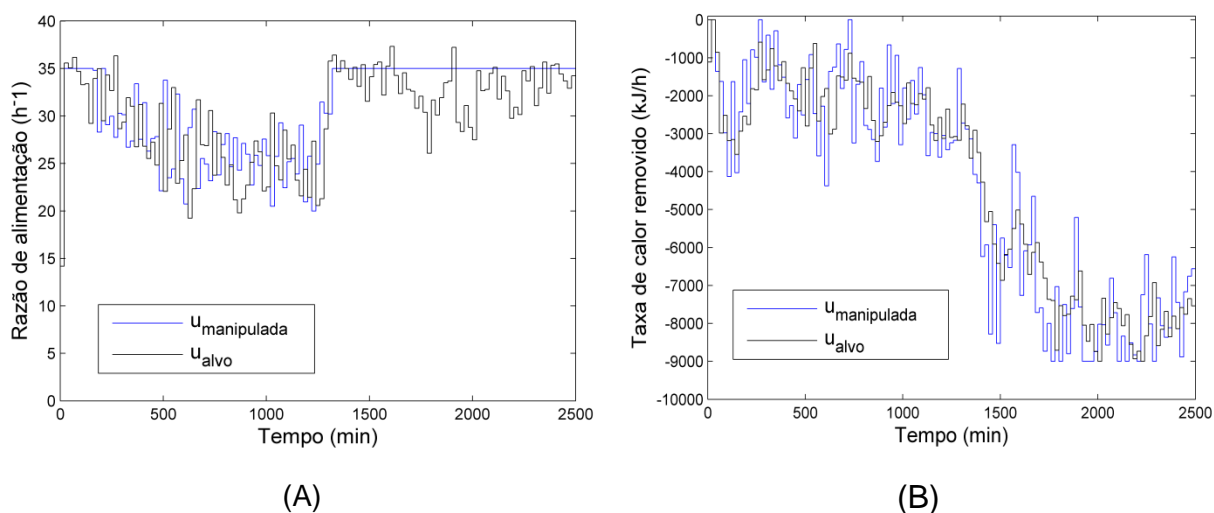 40
35
30
25
20
15
10
5
0
Razão de alimentação (h⁻¹)
u_manipulada
u_alvo
0 500 1000 1500 2000 2500
Tempo (min)
(A)
0
-1000
-2000
-3000
-4000
-5000
-6000
-7000
-8000
-9000
-10000
Taxa de calor removido (kJ/h)
u_manipulada
u_alvo
0 500 1000 1500 2000 2500
Tempo (min)
(B)